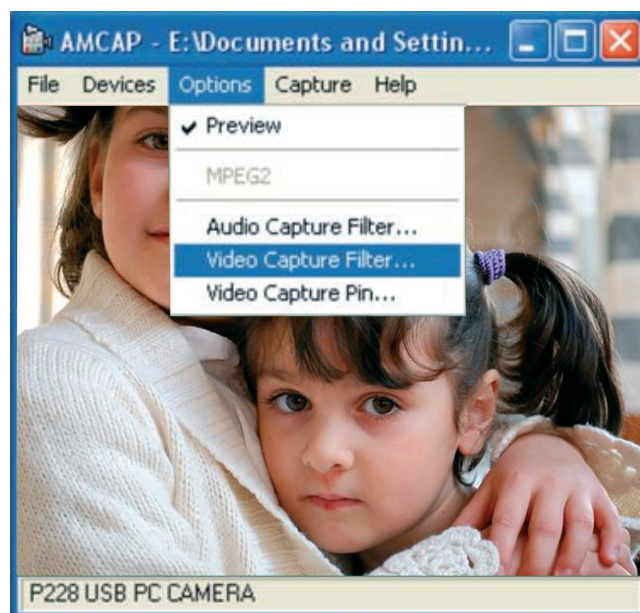 AMCAP - E:\Documents and Settin...
File Devices Options Capture Help
Preview
MPEG2
Audio Capture Filter...
Video Capture Filter...
Video Capture Pin...
P228 USB PC CAMERA